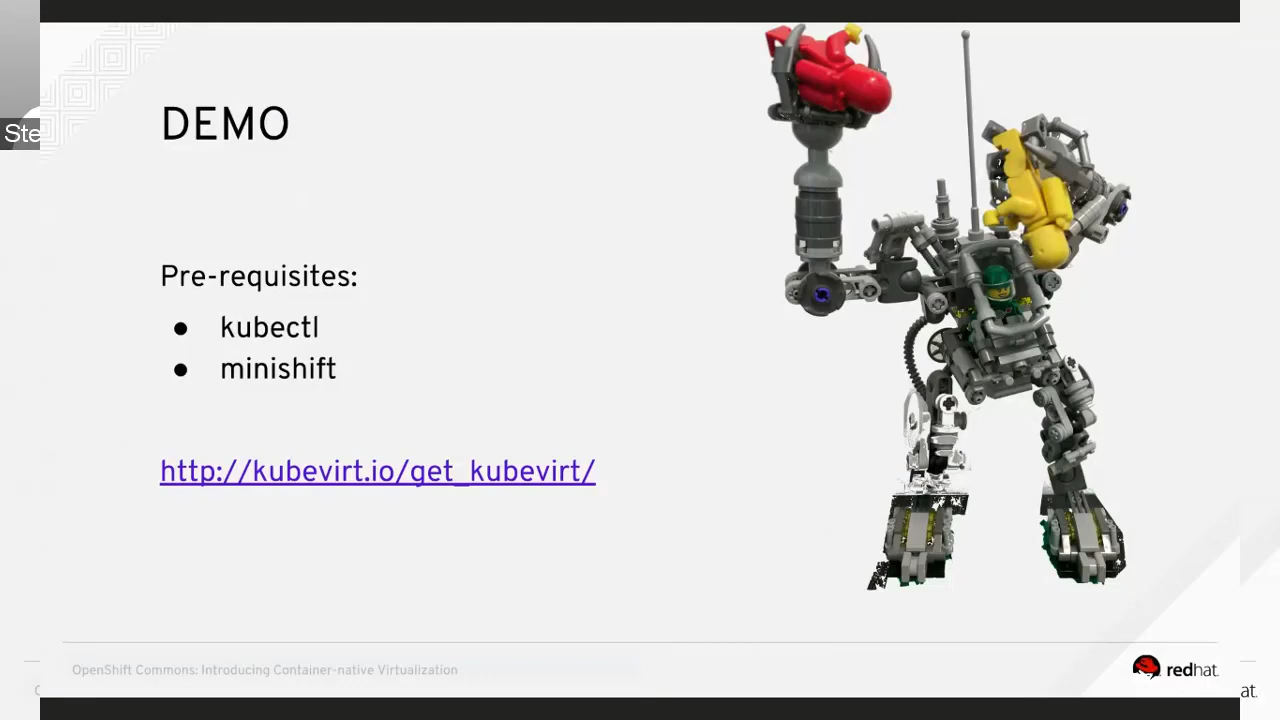 DEMO
Ste
Pre-requisites:
● kubectl
● minishift
http://kubevirt.io/get_kubevirt/
OpenShift Commons: Introducing Container-native Virtualization
redhat.
at.